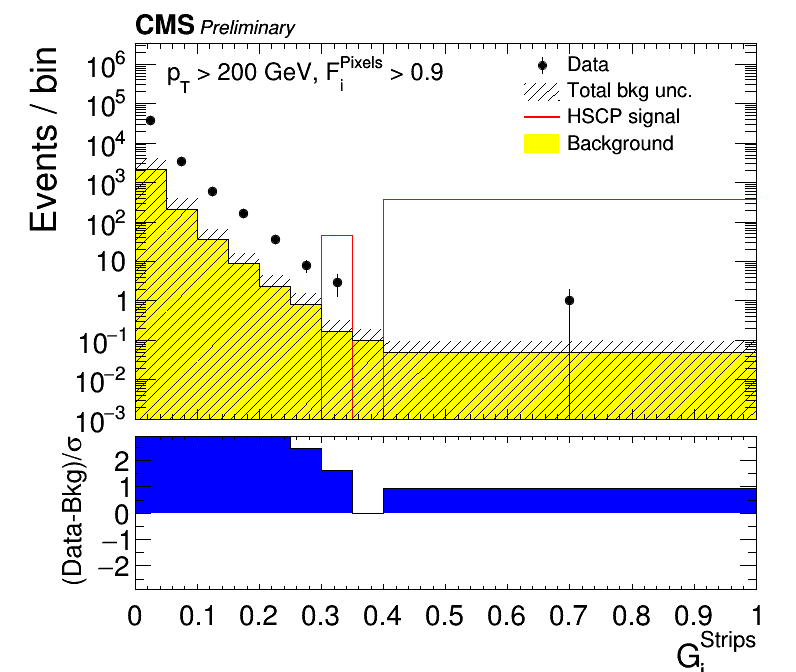 CMS Preliminary
p_T > 200 GeV, F_i^Pixels > 0.9
Data
Total bkg unc.
HSCP signal
Background
Events / bin
10^6
10^5
10^4
10^3
10^2
10
1
10^−1
10^−2
10^−3
(Data-Bkg)/σ
2
1
0
−1
−2
0 0.1 0.2 0.3 0.4 0.5 0.6 0.7 0.8 0.9 1
G_i^Strips